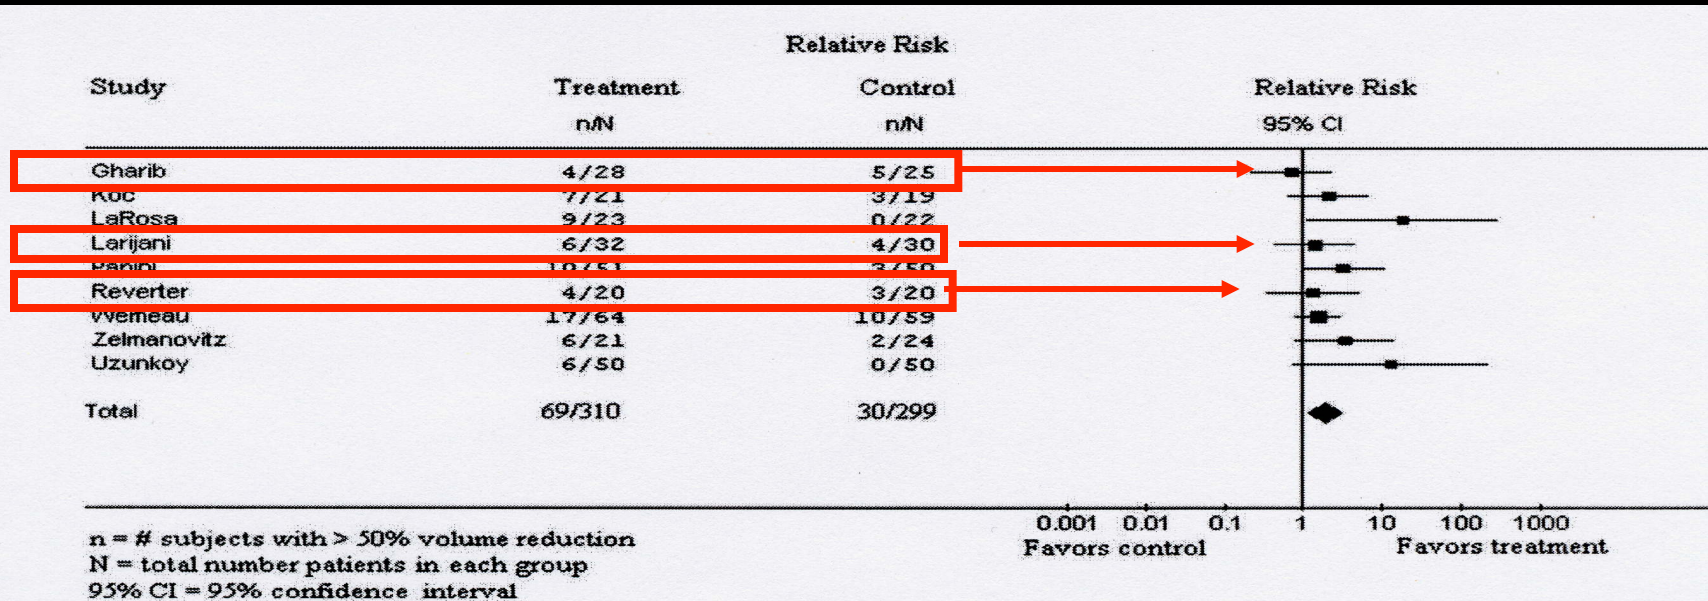 Relative Risk
Study Treatment Control Relative Risk
n/N n/N 95% CI
Gharib 4/28 5/25
Koc 7/21 3/19
LaRosa 9/23 0/22
Larijani 6/32 4/30
10/51 3/50
Reverter 4/20 3/20
Wemeau 17/64 10/59
Zelmanovitz 6/21 2/24
Uzunkoy 6/50 0/50
Total 69/310 30/299
0.001 0.01 0.1 1 10 100 1000
Favors control Favors treatment
n = # subjects with > 50% volume reduction
N = total number patients in each group
95% CI = 95% confidence interval